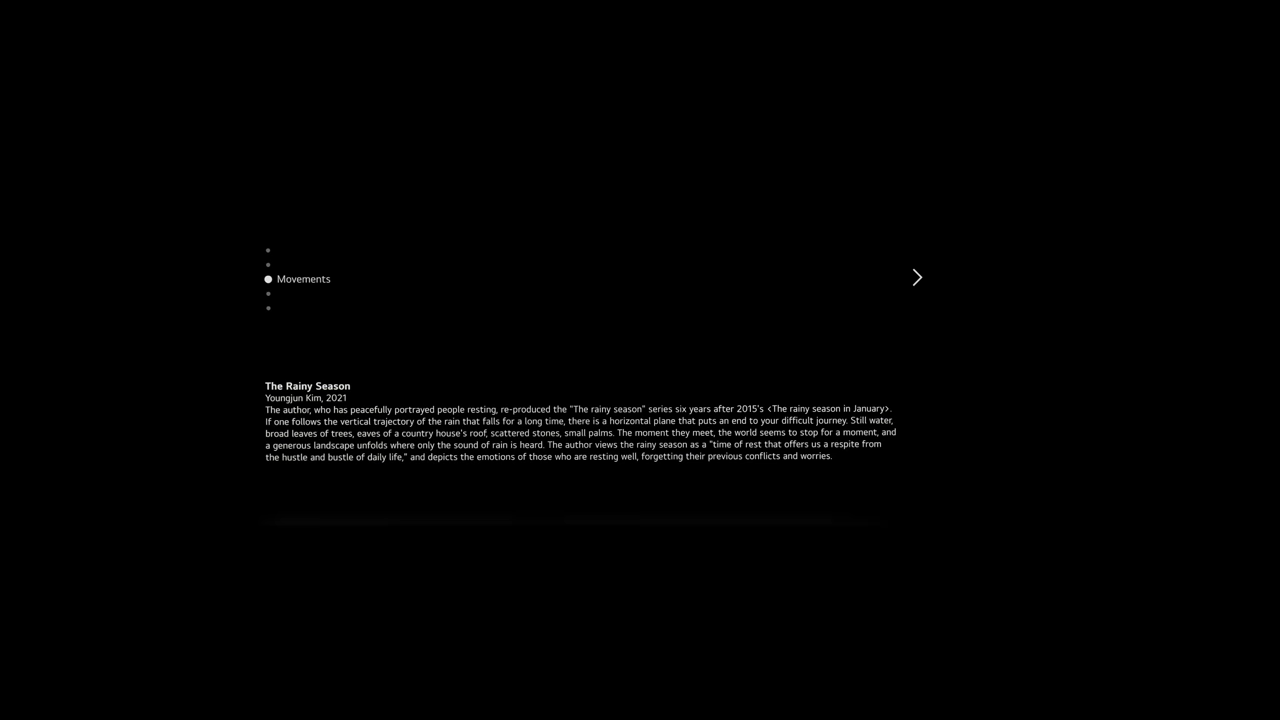 Movements
The Rainy Season
Youngjun Kim, 2021
The author, who has peacefully portrayed people resting, re-produced the "The rainy season" series six years after 2015's <The rainy season in January>.
If one follows the vertical trajectory of the rain that falls for a long time, there is a horizontal plane that puts an end to your difficult journey. Still water,
broad leaves of trees, eaves of a country house's roof, scattered stones, small palms. The moment they meet, the world seems to stop for a moment, and
a generous landscape unfolds where only the sound of rain is heard. The author views the rainy season as a "time of rest that offers us a respite from
the hustle and bustle of daily life," and depicts the emotions of those who are resting well, forgetting their previous conflicts and worries.